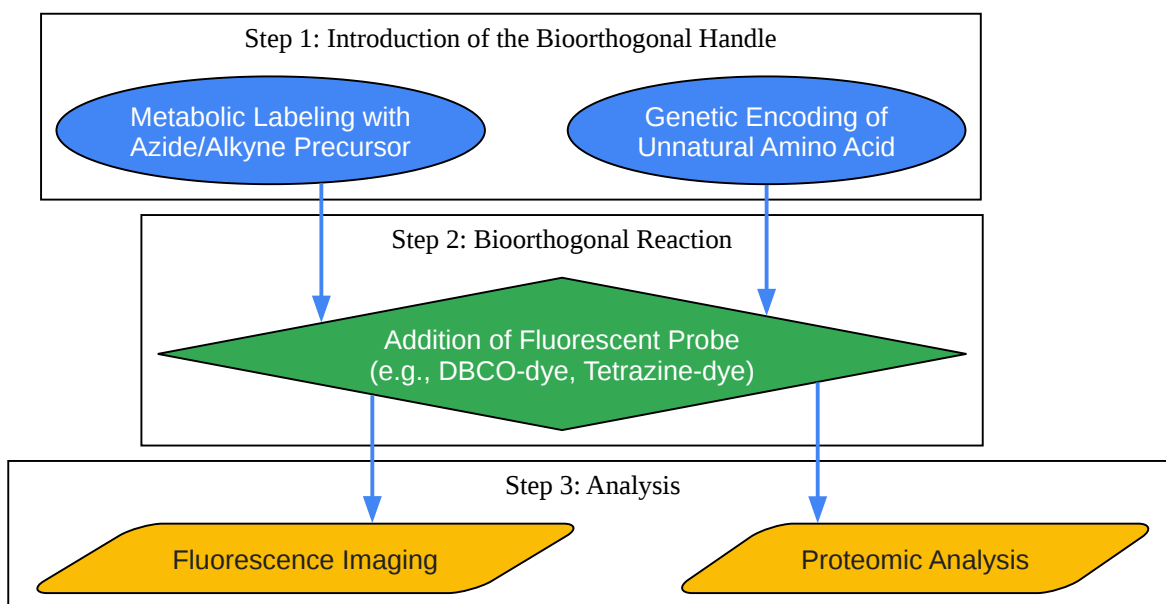 Step 1: Introduction of the Bioorthogonal Handle
Metabolic Labeling with
Azide/Alkyne Precursor
Genetic Encoding of
Unnatural Amino Acid
Step 2: Bioorthogonal Reaction
Addition of Fluorescent Probe
(e.g., DBCO-dye, Tetrazine-dye)
Step 3: Analysis
Fluorescence Imaging
Proteomic Analysis